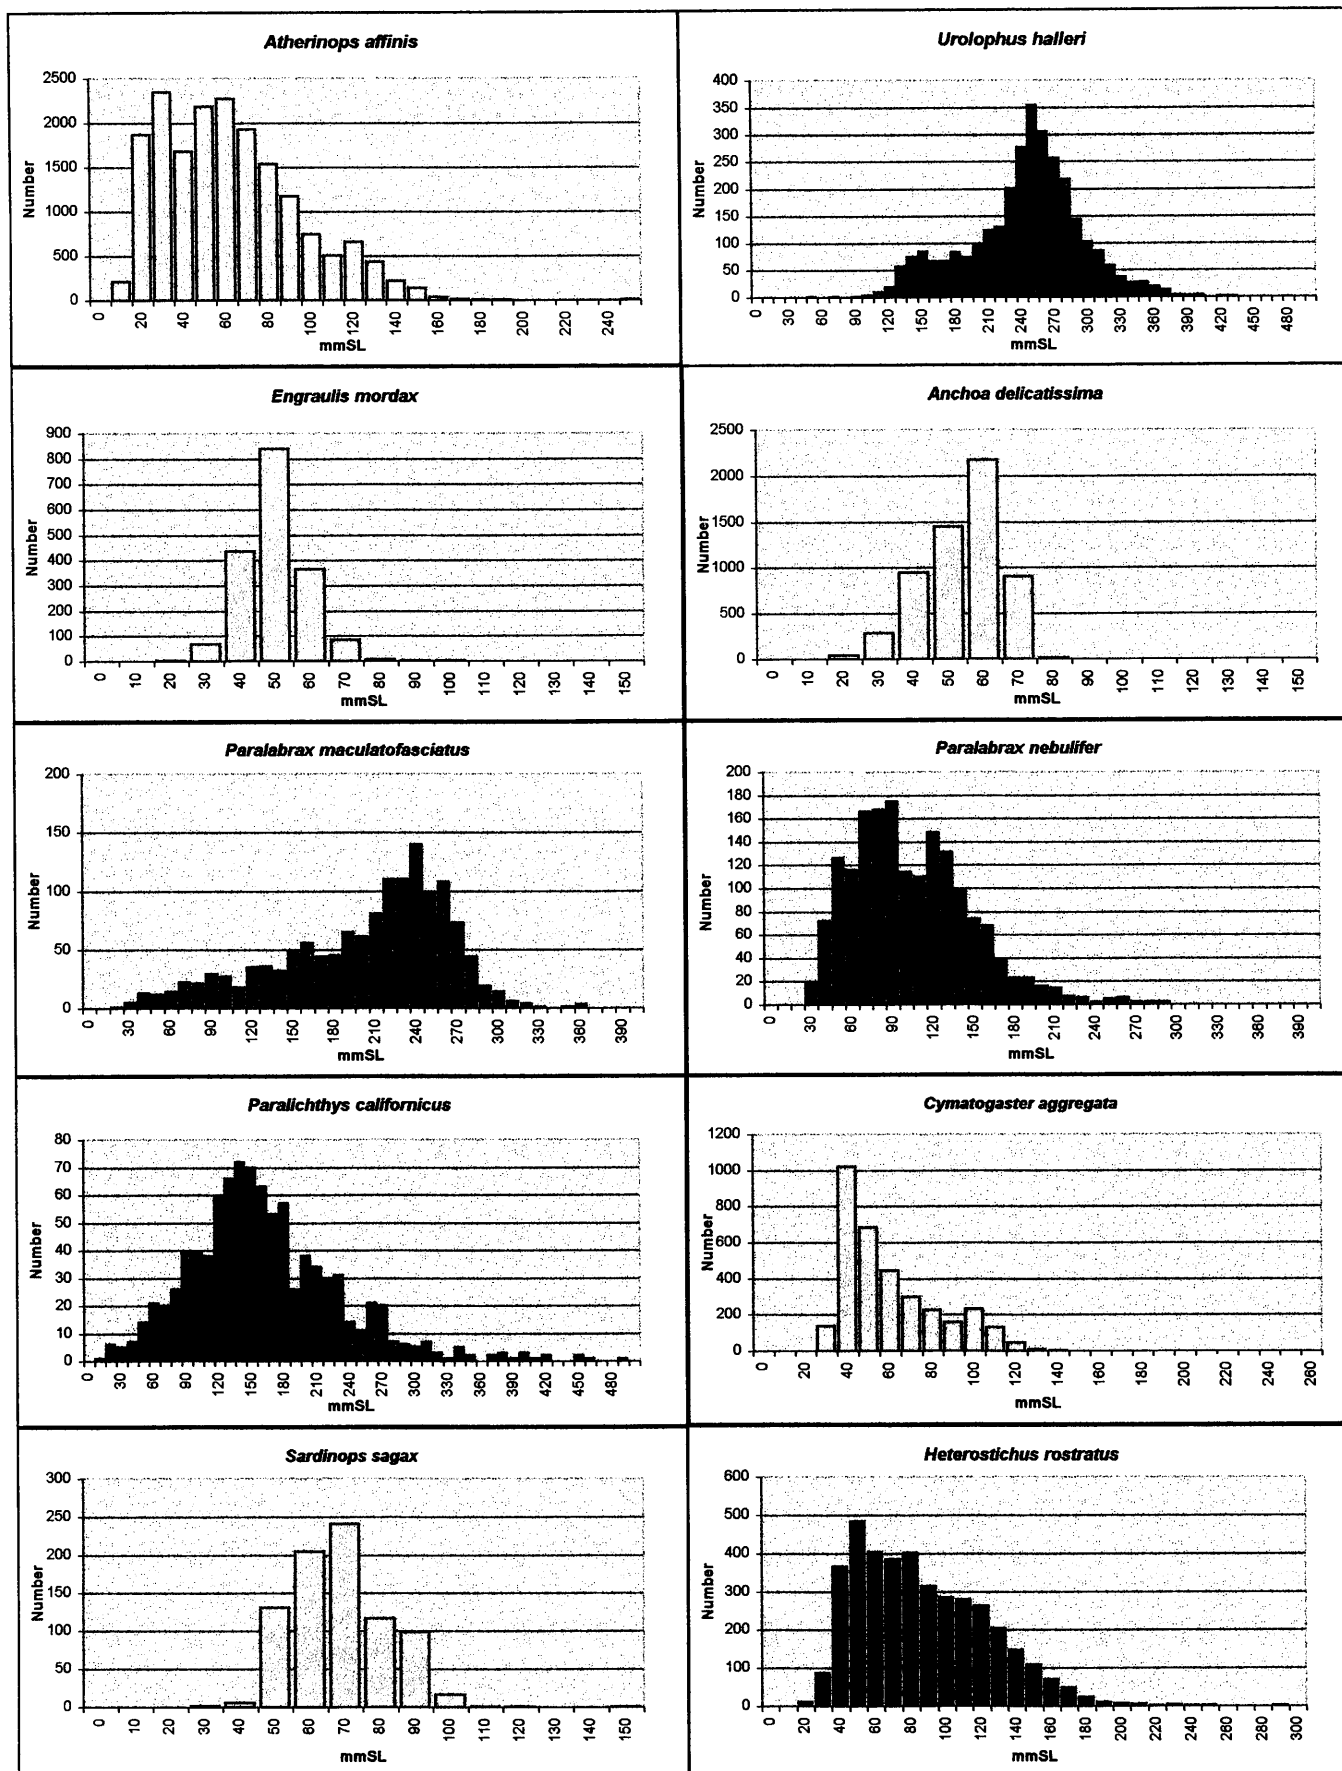 Atherinops affinis
2500
2000
1500
1000
500
0
Number
0 20 40 60 80 100 120 140 180 200 220 240
mmSL
Urolophus halleri
400
350
300
250
200
150
100
50
0
Number
0 30 60 90 120 150 180 210 240 270 300 330 360 390 420 450 480
mmSL
Engraulis mordax
900
800
700
600
500
400
300
200
100
0
Number
0 10 20 30 40 50 60 70 80 90 100 120 130 140 150
mmSL
Anchoa delicatissima
2500
2000
1500
1000
500
0
Number
0 10 20 30 40 50 60 70 80 90 100 110 120 130 140 150
mmSL
Paralabrax maculatofasciatus
200
150
100
50
0
Number
0 30 60 90 120 150 180 210 240 270 300 330 360 390
mmSL
Paralabrax nebulifer
200
180
160
140
120
100
80
60
40
20
0
Number
0 30 60 90 120 150 180 210 240 300 330 360 390
mmSL
Paralichthys californicus
80
70
60
50
40
30
20
10
0
Number
0 30 60 90 120 150 180 210 240 270 300 330 360 390 420 450 480
mmSL
Cymatogaster aggregata
1200
1000
800
600
400
200
0
Number
0 20 40 60 80 100 120 140 160 180 200 220 240 260
mmSL
Sardinops sagax
300
250
200
150
100
50
0
Number
0 10 20 30 40 50 60 70 80 90 100 110 120 130 140 150
mmSL
Heterostichus rostratus
600
500
400
300
200
100
0
Number
0 20 40 60 80 100 120 140 160 180 200 220 240 260 280 300
mmSL